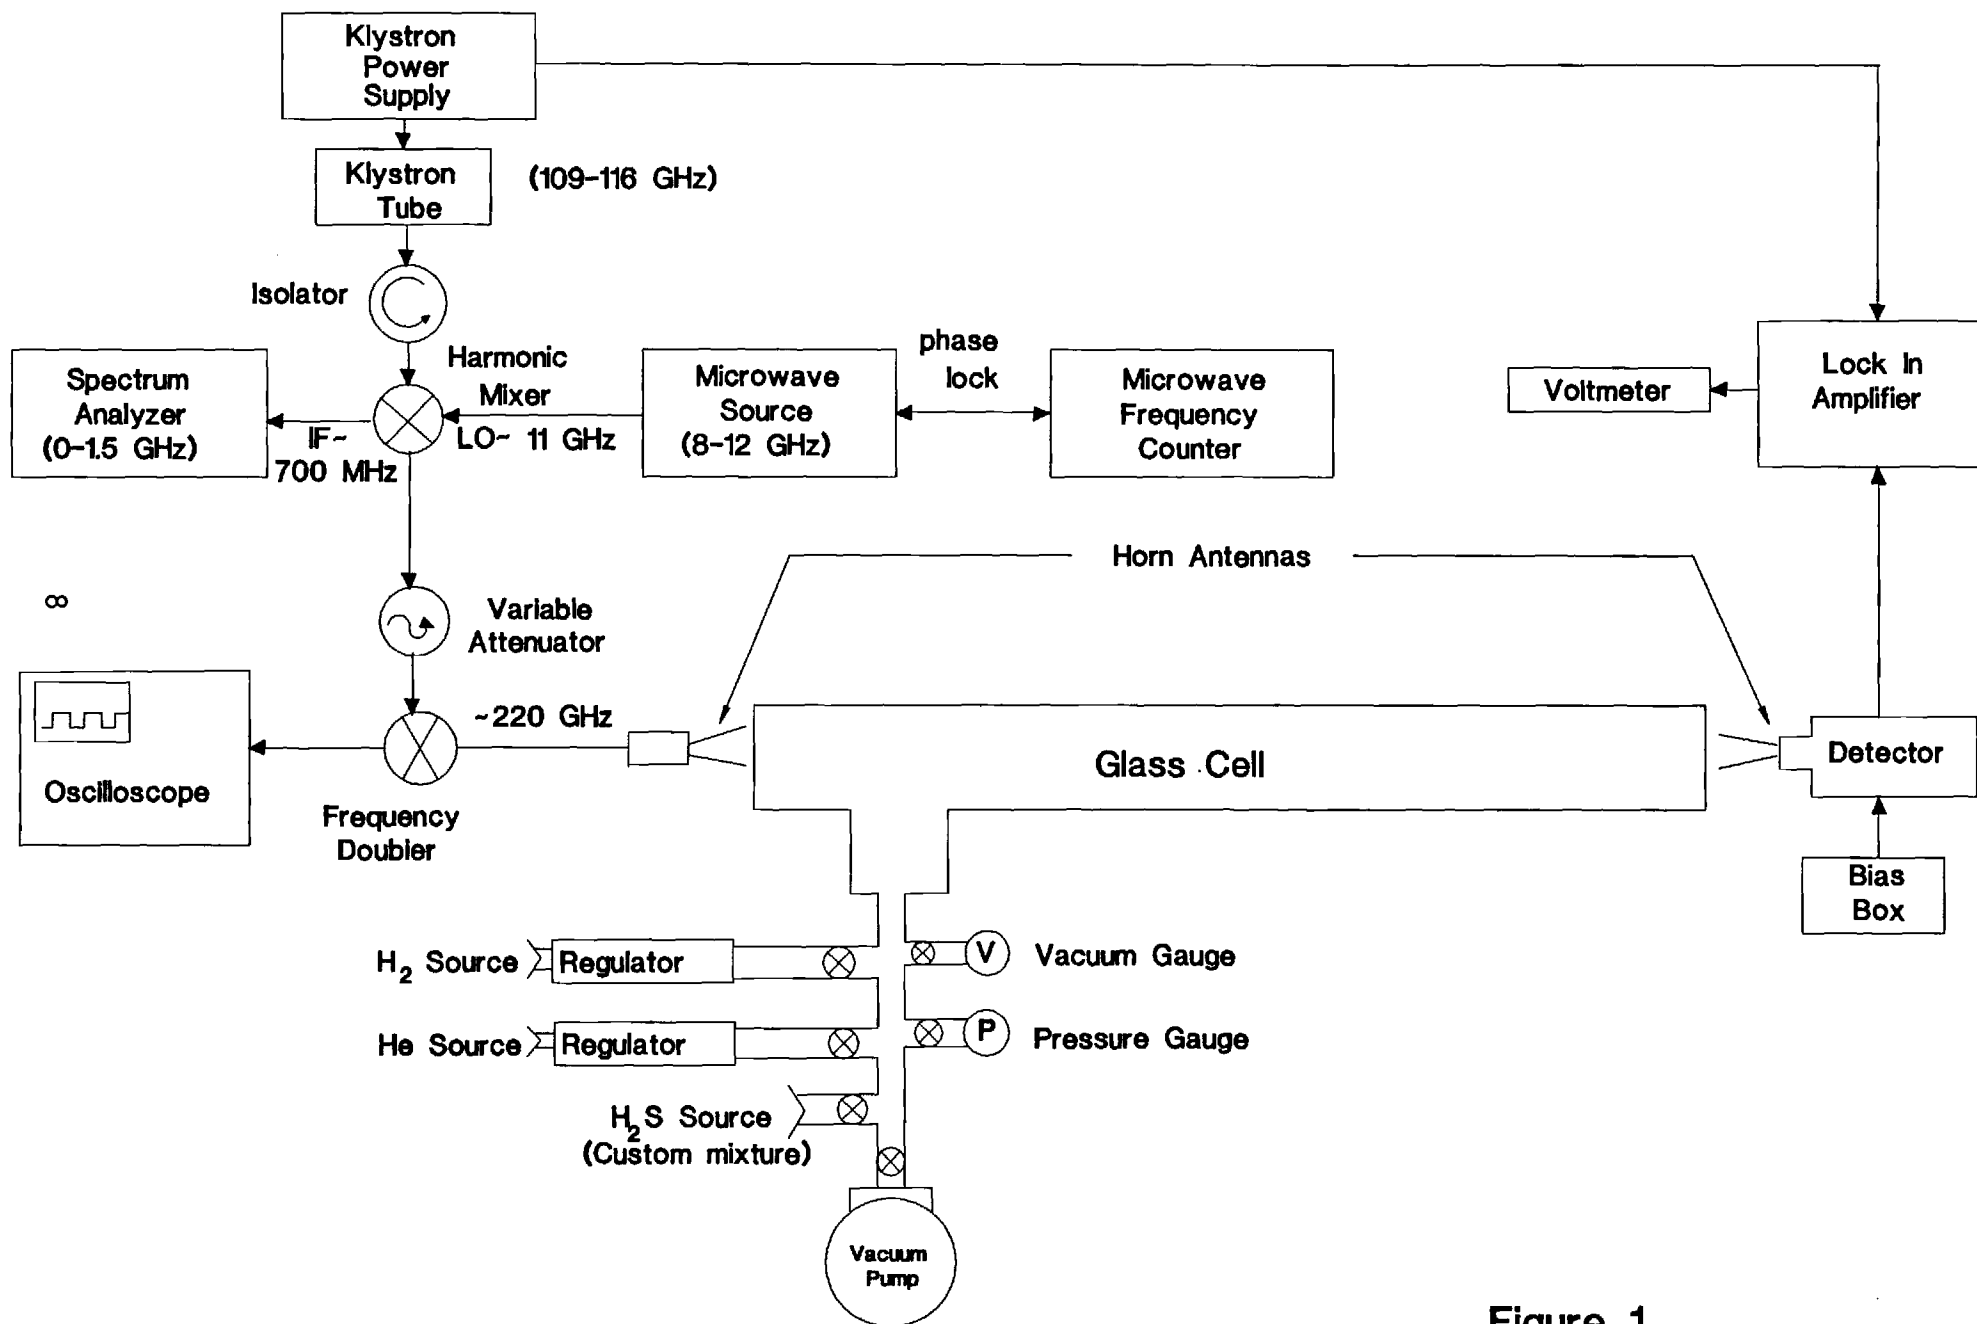 Klystron
Power
Supply
Klystron
Tube
(109-116 GHz)
Isolator
Harmonic
Mixer
Spectrum
Analyzer
(0-1.5 GHz)
IF~
700 MHz
LO~ 11 GHz
Microwave
Source
(8-12 GHz)
phase
lock
Microwave
Frequency
Counter
Voltmeter
Lock In
Amplifier
Horn Antennas
∞
Variable
Attenuator
~220 GHz
Oscilloscope
Frequency
Doubler
Glass Cell
Detector
Bias
Box
H2 Source
Regulator
V
Vacuum Gauge
He Source
Regulator
P
Pressure Gauge
H2S Source
(Custom mixture)
Vacuum
Pump
Figure 1